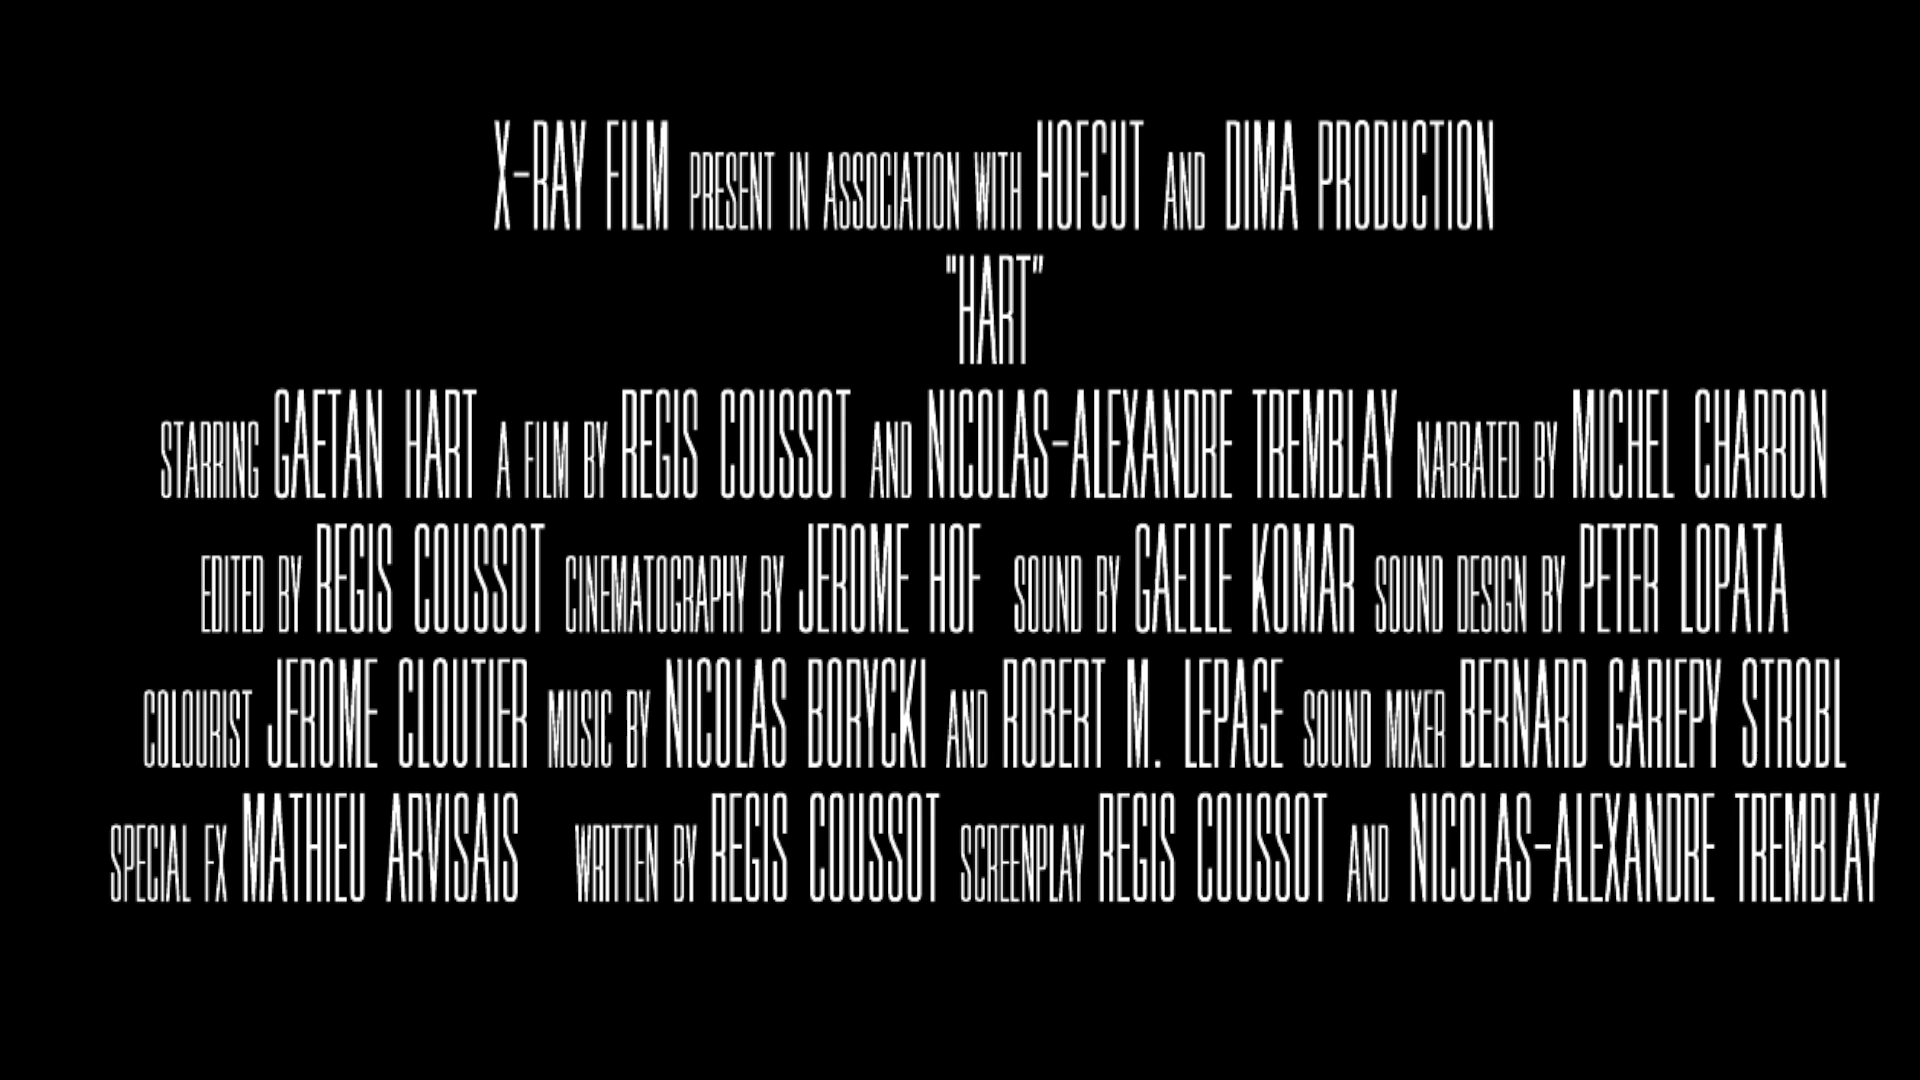 X-RAY FILM PRESENT IN ASSOCIATION WITH HOFCUT AND DIMA PRODUCTION
"HART"
STARRING GAETAN HART A FILM BY REGIS COUSSOT AND NICOLAS-ALEXANDRE TREMBLAY NARRATED BY MICHEL CHARRON
EDITED BY REGIS COUSSOT CINEMATOGRAPHY BY JEROME HOF SOUND BY GAELLE KOMAR SOUND DESIGN BY PETER LOPATA
COLOURIST JEROME CLOUTIER MUSIC BY NICOLAS BORYCKI AND ROBERT M. LEPAGE SOUND MIXER BERNARD GARIEPY STROBL
SPECIAL FX MATHIEU ARVISAIS WRITTEN BY REGIS COUSSOT SCREENPLAY REGIS COUSSOT AND NICOLAS-ALEXANDRE TREMBLAY